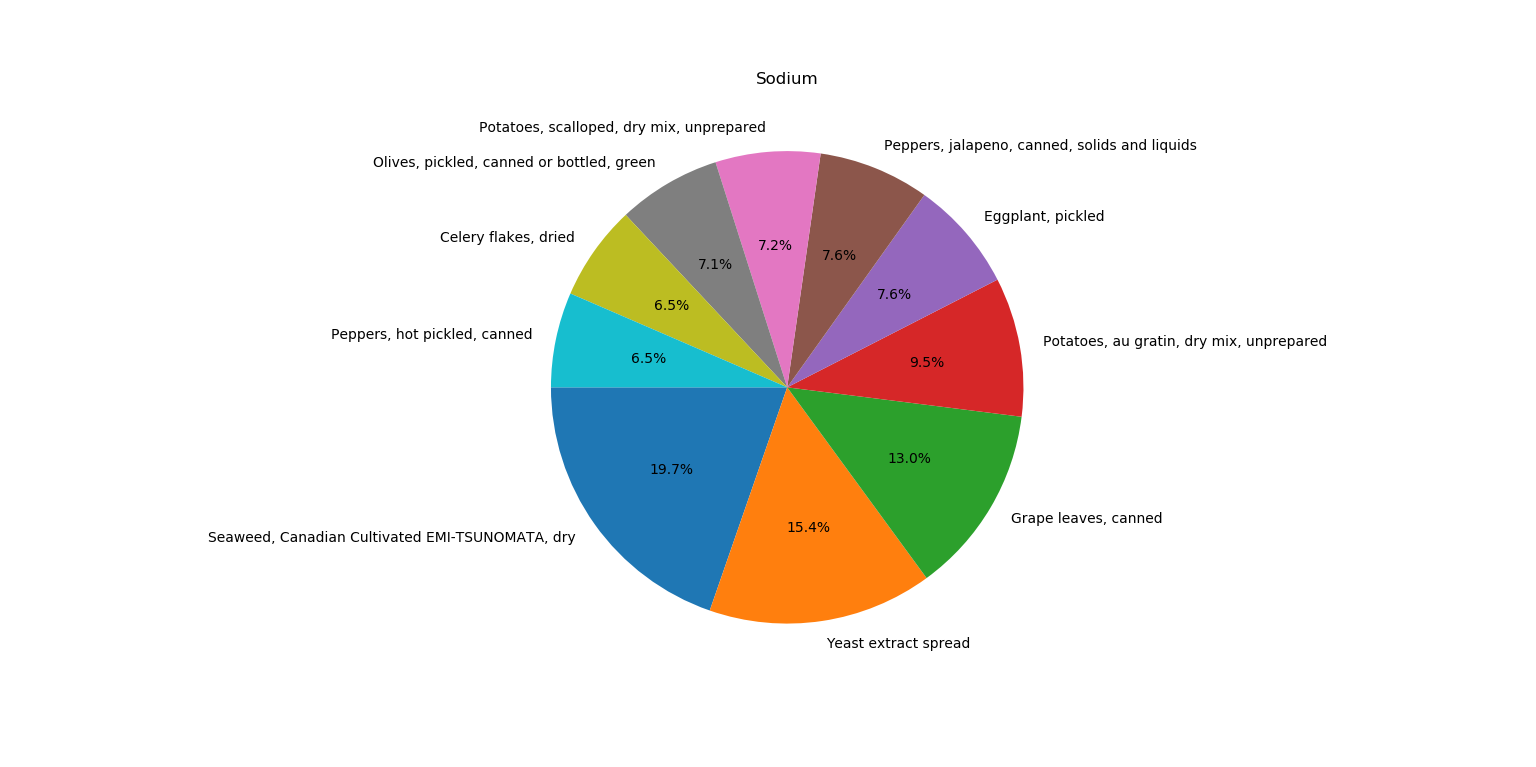 Sodium
Potatoes, scalloped, dry mix, unprepared
Peppers, jalapeno, canned, solids and liquids
Olives, pickled, canned or bottled, green
Eggplant, pickled
Celery flakes, dried
7.2%
7.6%
7.1%
7.6%
6.5%
Peppers, hot pickled, canned
Potatoes, au gratin, dry mix, unprepared
6.5%
9.5%
13.0%
19.7%
Grape leaves, canned
15.4%
Seaweed, Canadian Cultivated EMI-TSUNOMATA, dry
Yeast extract spread